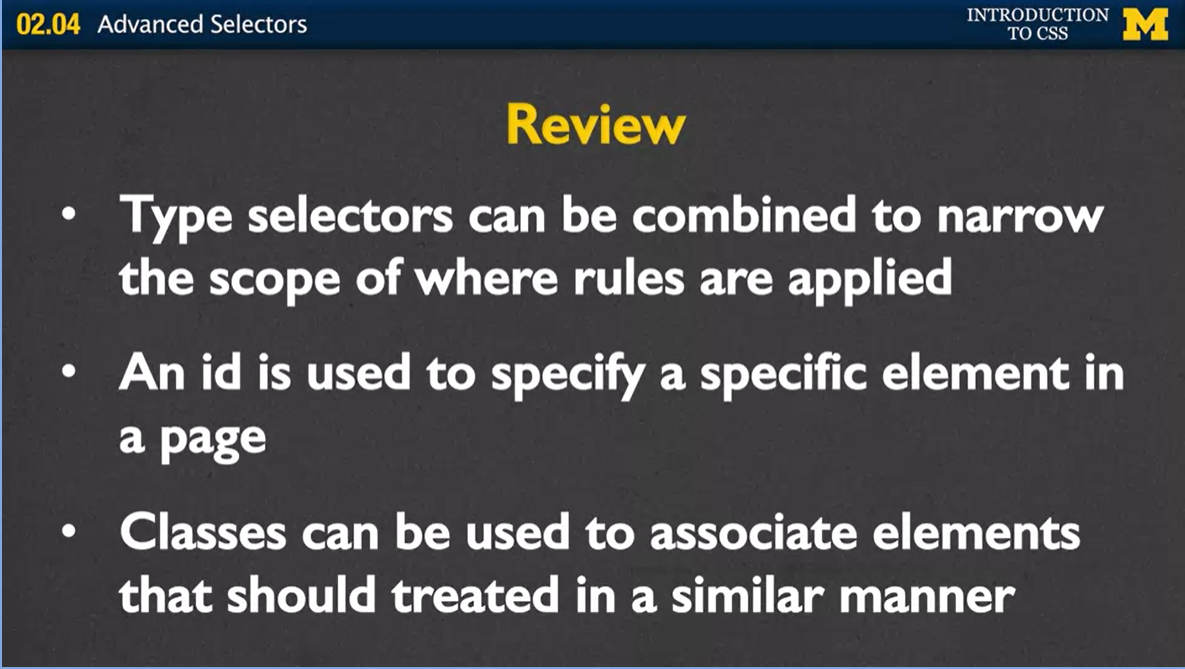 02.04 Advanced Selectors
INTRODUCTION
TO CSS
M
Review
• Type selectors can be combined to narrow
the scope of where rules are applied
• An id is used to specify a specific element in
a page
• Classes can be used to associate elements
that should treated in a similar manner